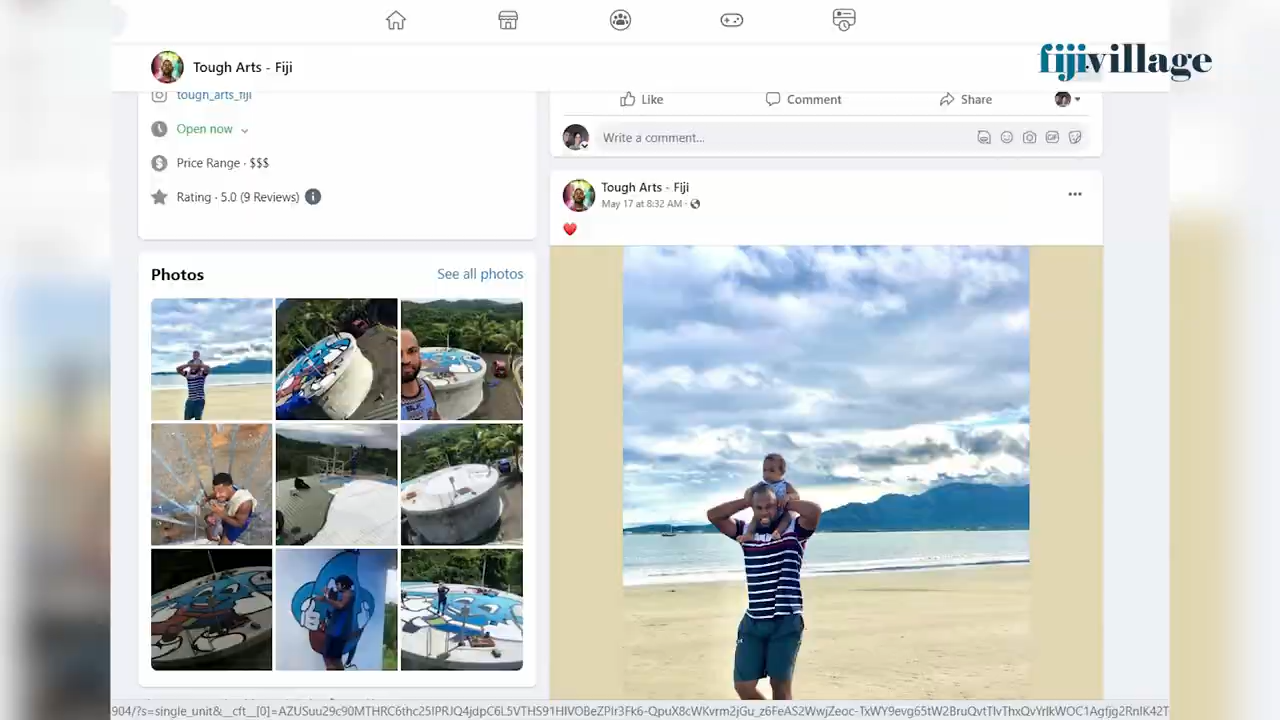 fijivillage
Tough Arts - Fiji
tough_arts_fiji
Open now
Price Range · $$$
Rating · 5.0 (9 Reviews)
Photos
See all photos
Like
Comment
Share
Write a comment...
GIF
Tough Arts - Fiji
May 17 at 8:32 AM ·